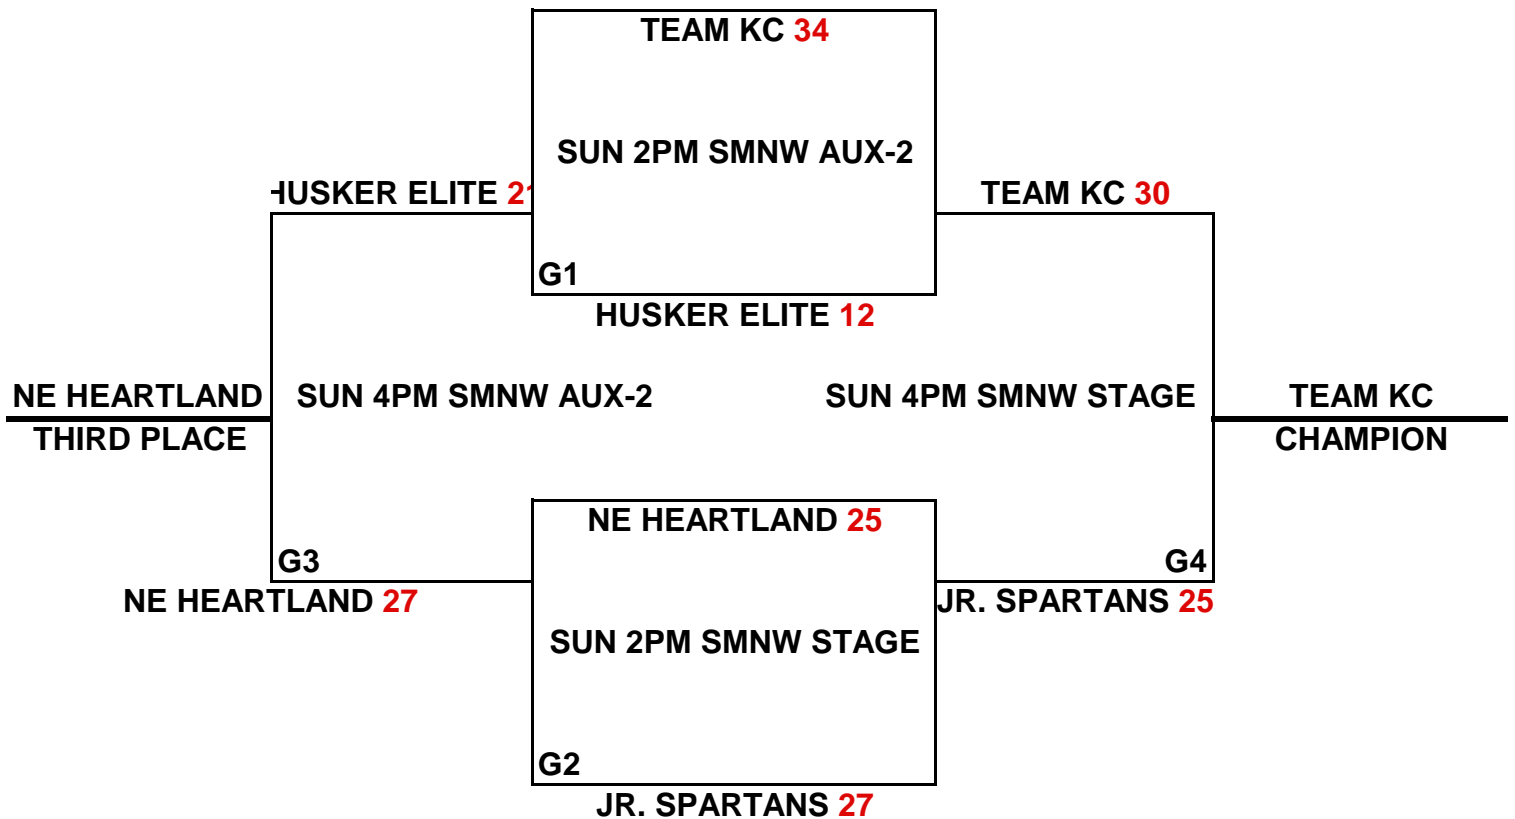 TEAM KC 34
SUN 2PM SMNW AUX-2
HUSKER ELITE 21
TEAM KC 30
G1
HUSKER ELITE 12
NE HEARTLAND
SUN 4PM SMNW AUX-2
SUN 4PM SMNW STAGE
TEAM KC
THIRD PLACE
CHAMPION
NE HEARTLAND 25
G3
G4
NE HEARTLAND 27
JR. SPARTANS 25
SUN 2PM SMNW STAGE
G2
JR. SPARTANS 27